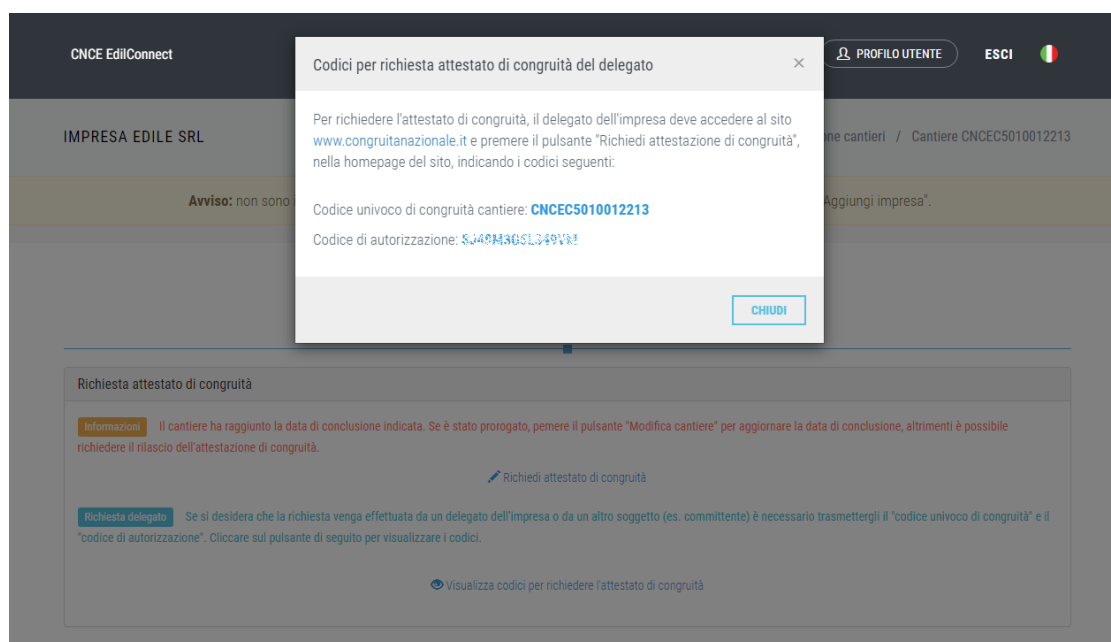 CNCE EdilConnect
PROFILO UTENTE
ESCI
Codici per richiesta attestato di congruità del delegato
×
IMPRESA EDILE SRL
one cantieri / Cantiere CNCEC5010012213
Per richiedere l'attestato di congruità, il delegato dell'impresa deve accedere al sito
www.congruitanazionale.it e premere il pulsante "Richiedi attestazione di congruità",
nella homepage del sito, indicando i codici seguenti:
Avviso: non sono
Aggiungi impresa".
Codice univoco di congruità cantiere: CNCEC5010012213
Codice di autorizzazione:
CHIUDI
Richiesta attestato di congruità
Informazioni Il cantiere ha raggiunto la data di conclusione indicata. Se è stato prorogato, pemere il pulsante "Modifica cantiere" per aggiornare la data di conclusione, altrimenti è possibile
richiedere il rilascio dell'attestazione di congruità.
Richiedi attestato di congruità
Richiesta delegato Se si desidera che la richiesta venga effettuata da un delegato dell'impresa o da un altro soggetto (es. committente) è necessario trasmettergli il "codice univoco di congruità" e il
"codice di autorizzazione". Cliccare sul pulsante di seguito per visualizzare i codici.
Visualizza codici per richiedere l'attestato di congruità